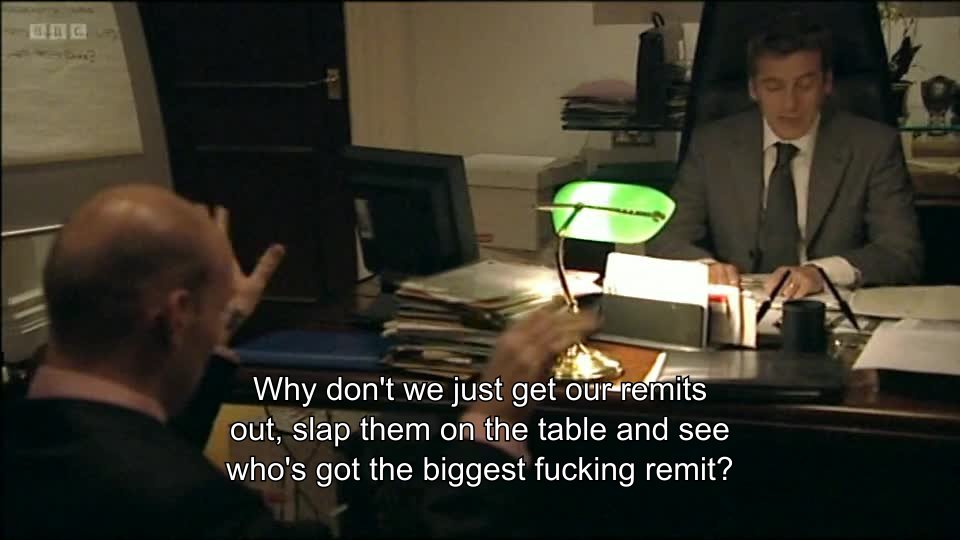 BBC
Why don't we just get our remits
out, slap them on the table and see
who's got the biggest fucking remit?